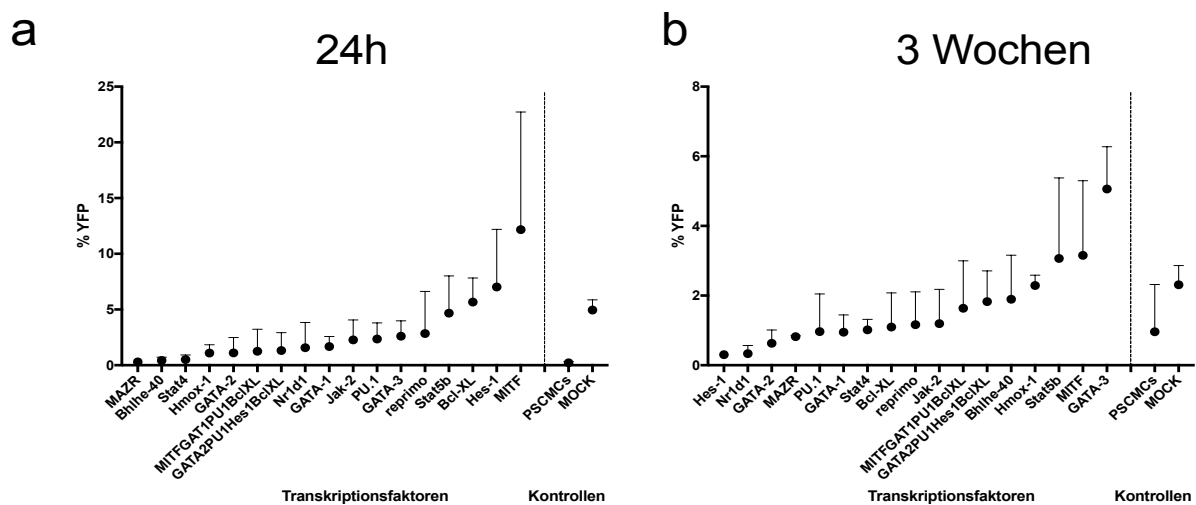 a
24h
25
20
15
10
5
0
% YFP
MAZR
Bhlhe-40
Stat4
Hmox-1
GATA-2
MITFGAT1PU1BclXL
GATA2PU1Hes1BclXL
Nr1d1
GATA-1
Jak-2
PU.1
GATA-3
reprimo
Stat5b
Bcl-XL
Hes-1
MITF
PSCMCs
MOCK
Transkriptionsfaktoren
Kontrollen
b
3 Wochen
8
6
4
2
0
% YFP
Hes-1
Nr1d1
GATA-2
MAZR
PU.1
GATA-1
Stat4
Bcl-XL
reprimo
Jak-2
MITFGAT1PU1BclXL
GATA2PU1Hes1BclXL
Bhlhe-40
Hmox-1
Stat5b
MITF
GATA-3
PSCMCs
MOCK
Transkriptionsfaktoren
Kontrollen